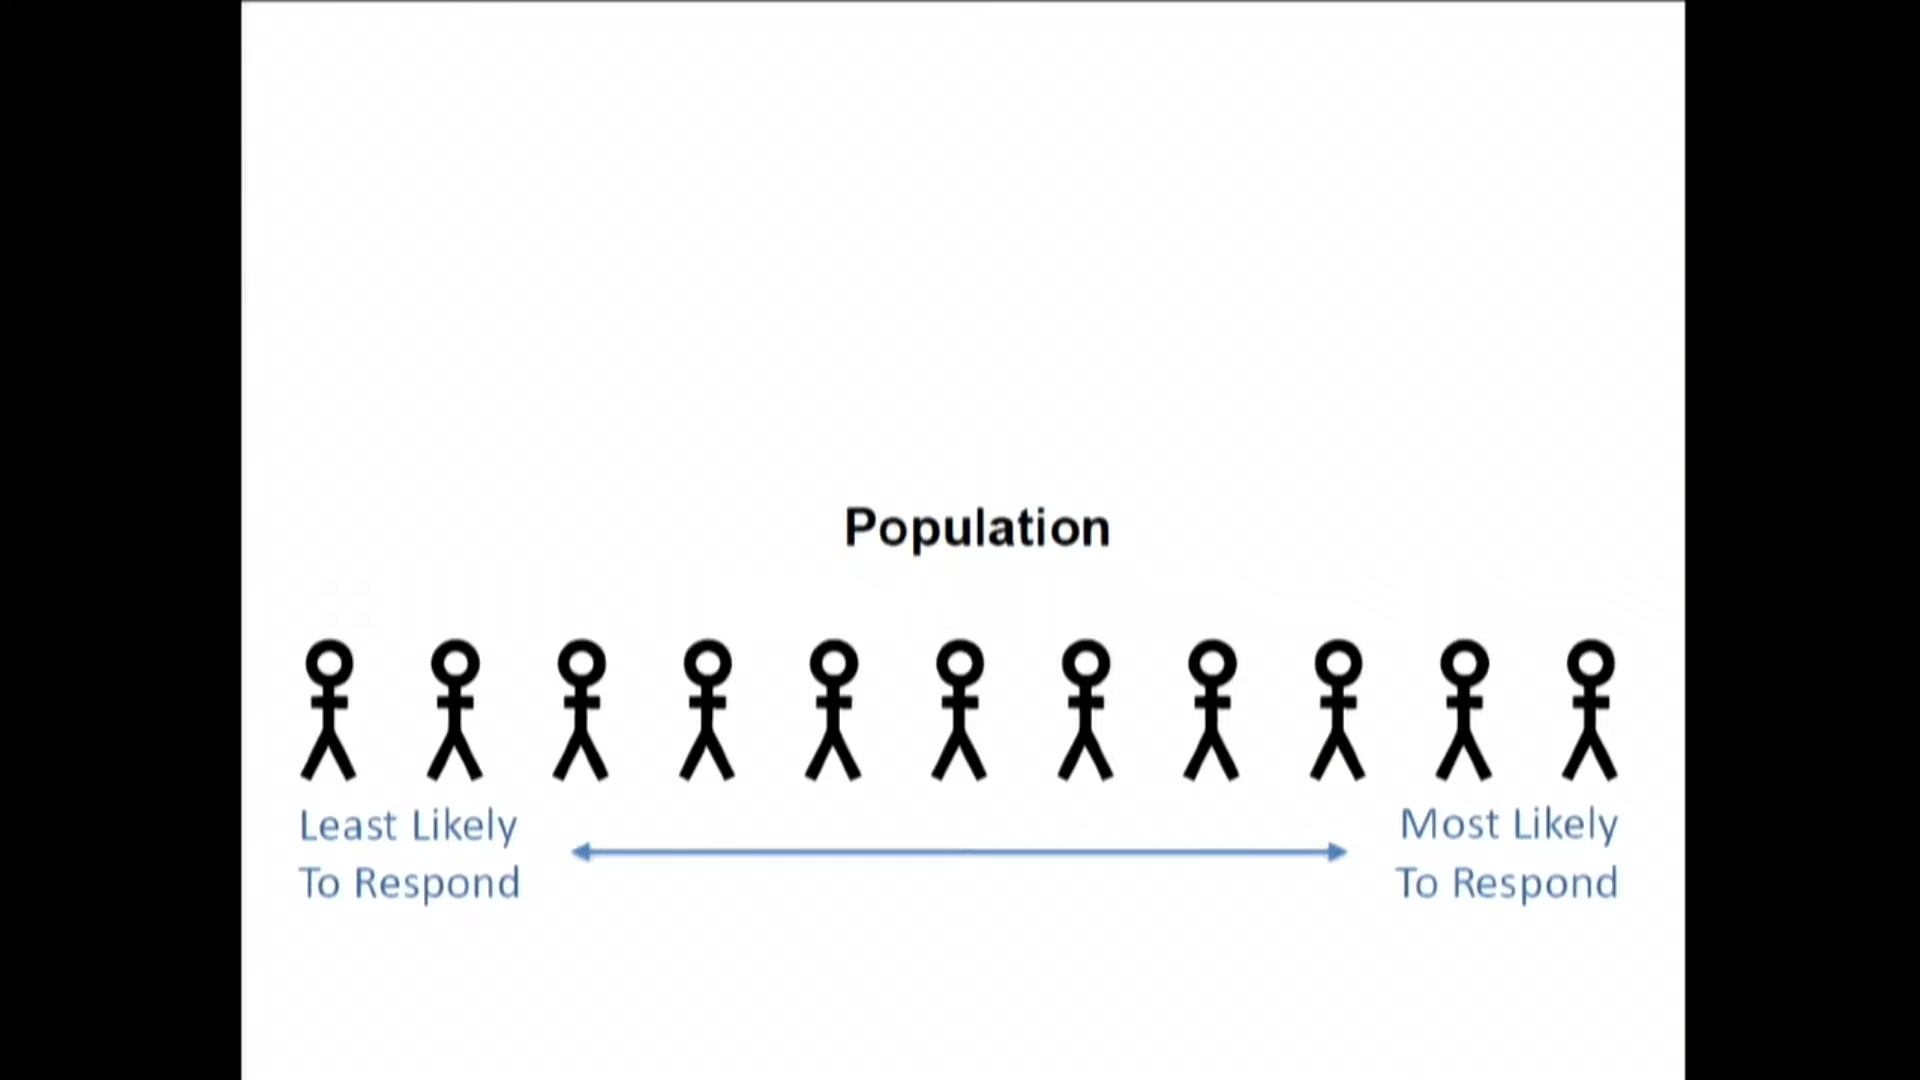 Population
Least Likely
To Respond
Most Likely
To Respond